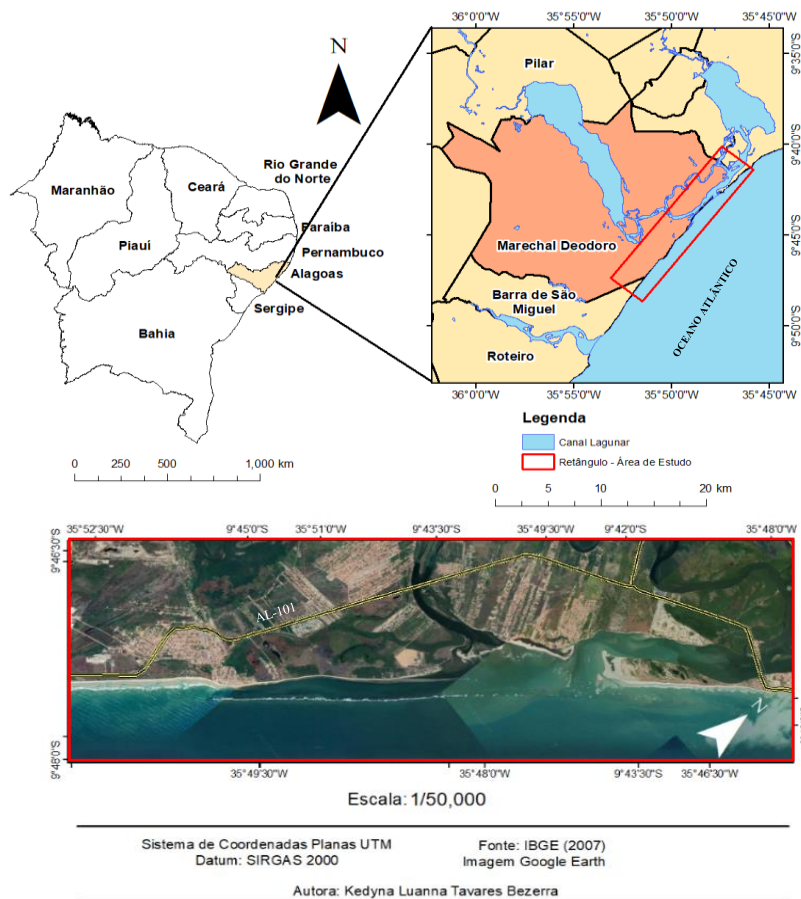 N
Maranhão
Ceará
Rio Grande
do Norte
Paraíba
Piauí
Pernambuco
Alagoas
Sergipe
Bahia
0 250 500 1,000 km
36°0'0"W 35°55'0"W 35°50'0"W 35°45'0"W
9°35'0"S
9°40'0"S
9°45'0"S
9°50'0"S
Pilar
Marechal Deodoro
Barra de São
Miguel
Roteiro
OCEANO ATLÂNTICO
36°0'0"W 35°55'0"W 35°50'0"W 35°45'0"W
Legenda
Canal Lagunar
Retângulo - Área de Estudo
0 5 10 20 km
35°52'30"W 9°45'0"S 35°51'0"W 9°43'30"S 35°49'30"W 9°42'0"S 35°48'0"W
9°46'30"S
9°48'0"S
AL-101
N
35°49'30"W 35°48'0"W 9°43'30"S 35°46'30"W
Escala: 1/50,000
Sistema de Coordenadas Planas UTM
Datum: SIRGAS 2000
Fonte: IBGE (2007)
Imagem Google Earth
Autora: Kedyna Luanna Tavares Bezerra